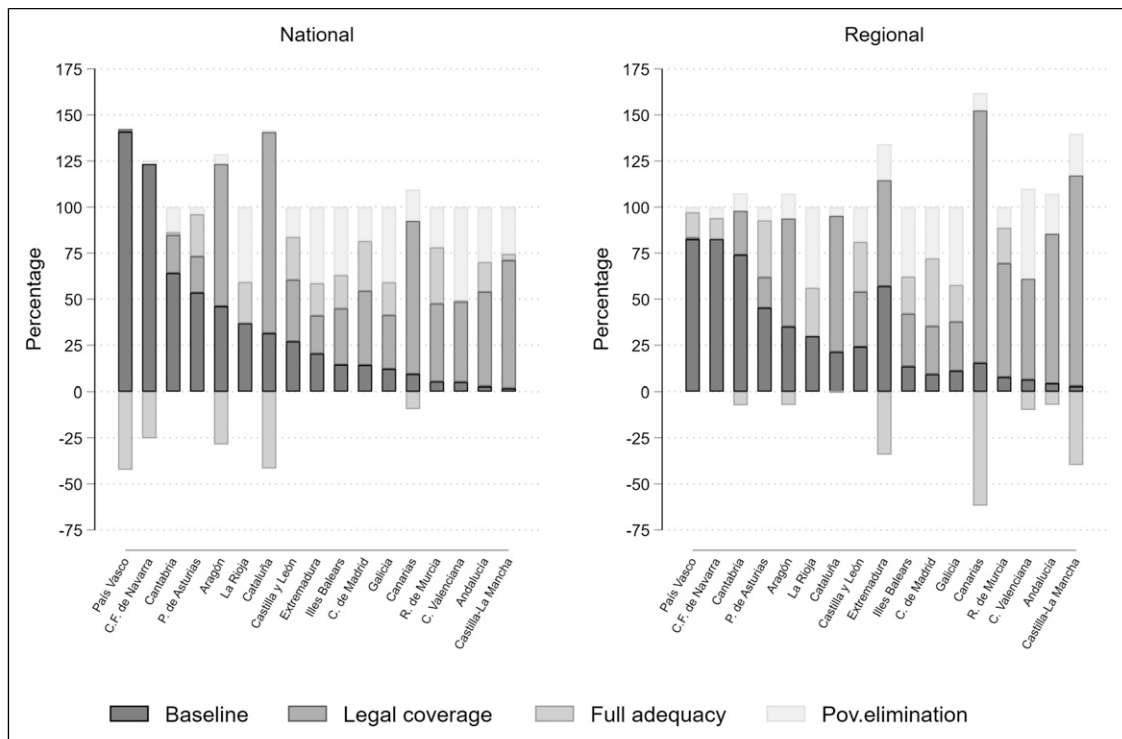 National
Regional
Percentage
175
150
125
100
75
50
25
0
-25
-50
-75
País Vasco
C.F. de Navarra
Cantabria
P. de Asturias
Aragón
La Rioja
Cataluña
Castilla y León
Extremadura
Illes Balears
C. de Madrid
Galicia
Canarias
R. de Murcia
C. Valenciana
Andalucía
Castilla-La Mancha
Percentage
175
150
125
100
75
50
25
0
-25
-50
-75
País Vasco
C.F. de Navarra
Cantabria
P. de Asturias
Aragón
La Rioja
Cataluña
Castilla y León
Extremadura
Illes Balears
C. de Madrid
Galicia
Canarias
R. de Murcia
C. Valenciana
Andalucía
Castilla-La Mancha
Baseline
Legal coverage
Full adequacy
Pov.elimination